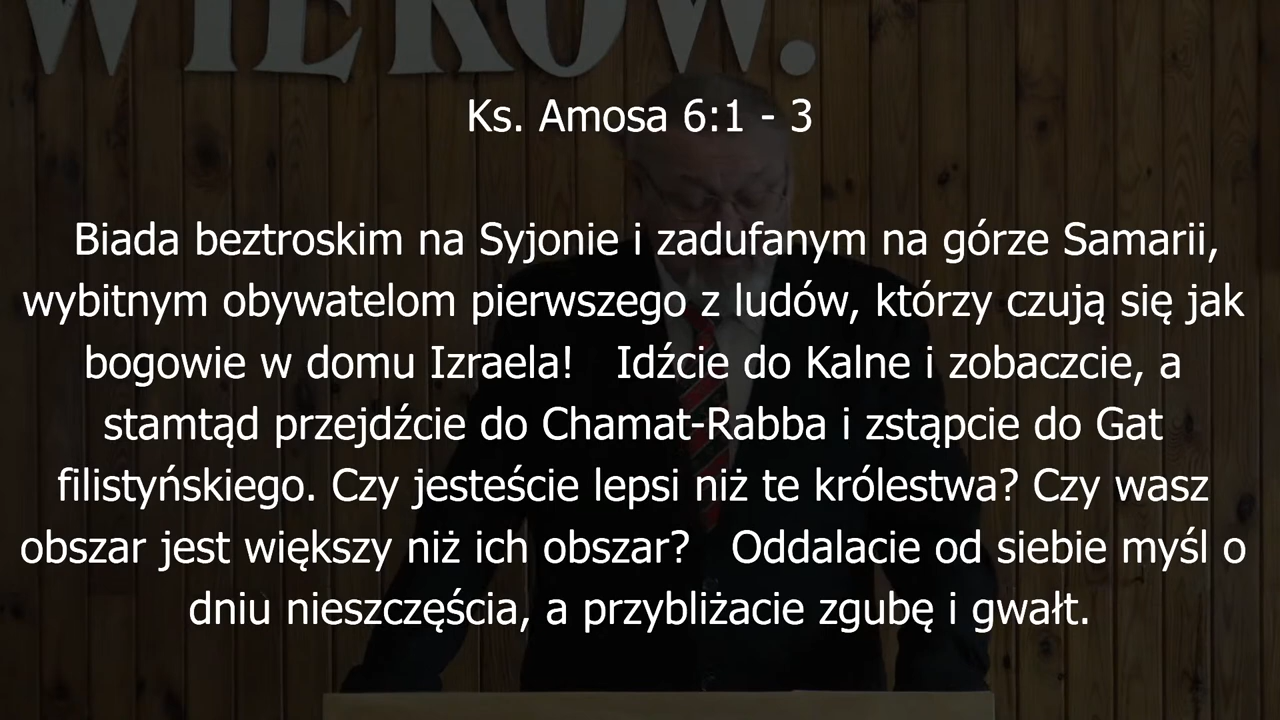 WIEKÓW.
Ks. Amosa 6:1 - 3
Biada beztroskim na Syjonie i zadufanym na górze Samarii,
wybitnym obywatelom pierwszego z ludów, którzy czują się jak
bogowie w domu Izraela! Idźcie do Kalne i zobaczcie, a
stamtąd przejdźcie do Chamat-Rabba i zstąpcie do Gat
filistyńskiego. Czy jesteście lepsi niż te królestwa? Czy wasz
obszar jest większy niż ich obszar? Oddalacie od siebie myśl o
dniu nieszczęścia, a przybliżacie zgubę i gwałt.